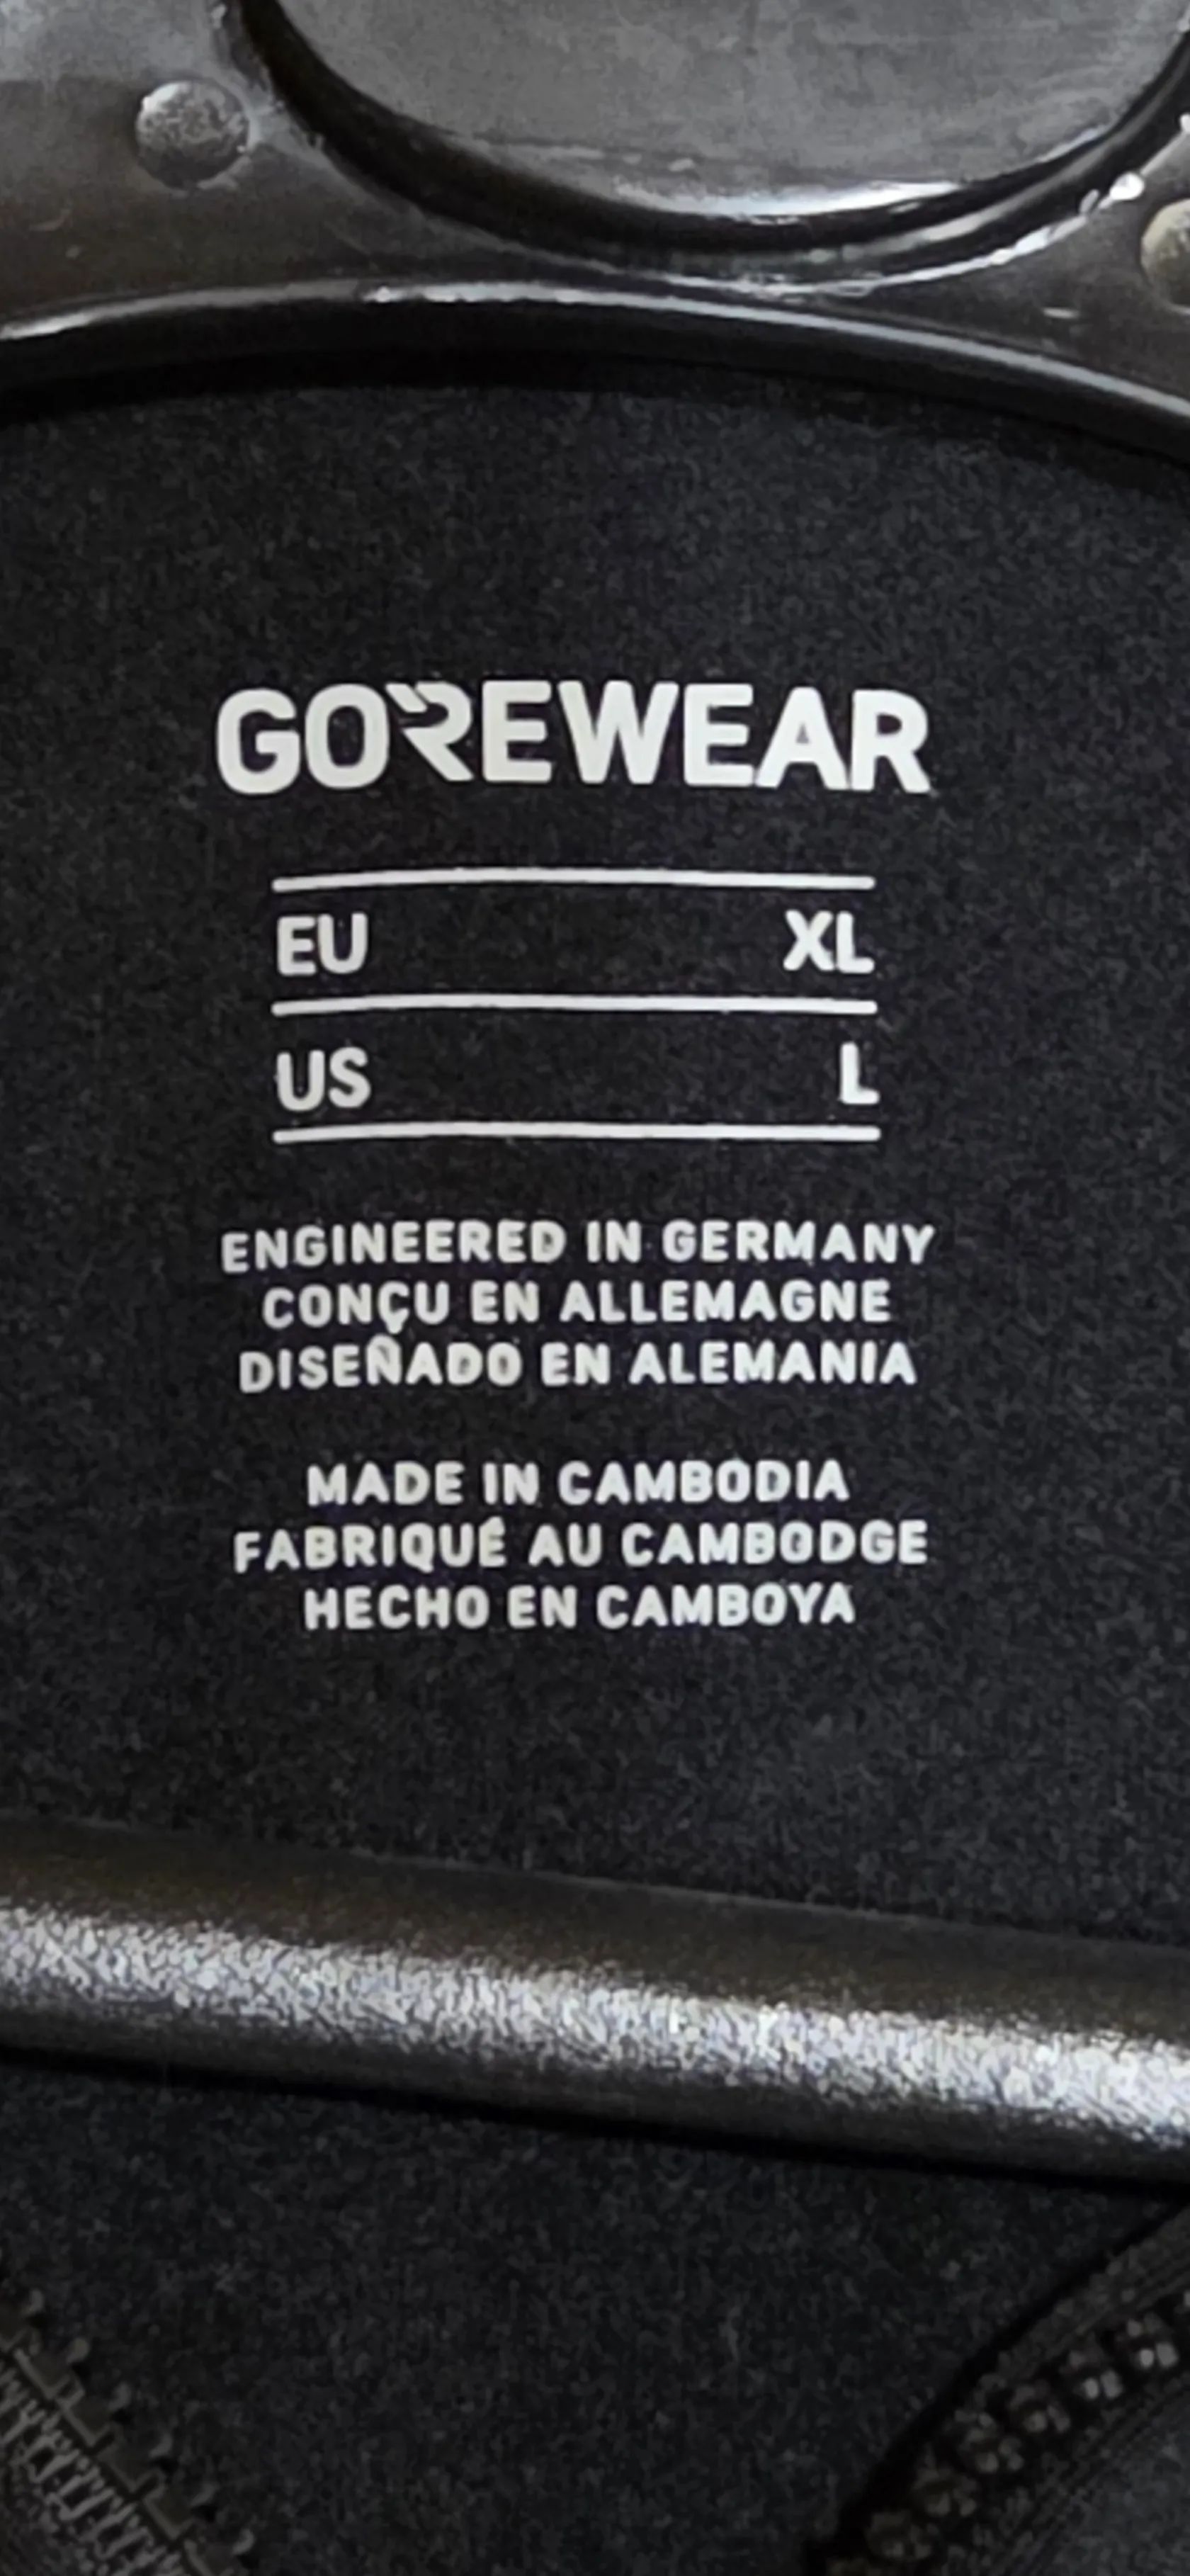 GOREWEAR
EU XL
US L
ENGINEERED IN GERMANY
CONÇU EN ALLEMAGNE
DISEÑADO EN ALEMANIA
MADE IN CAMBODIA
FABRIQUÉ AU CAMBODGE
HECHO EN CAMBOYA